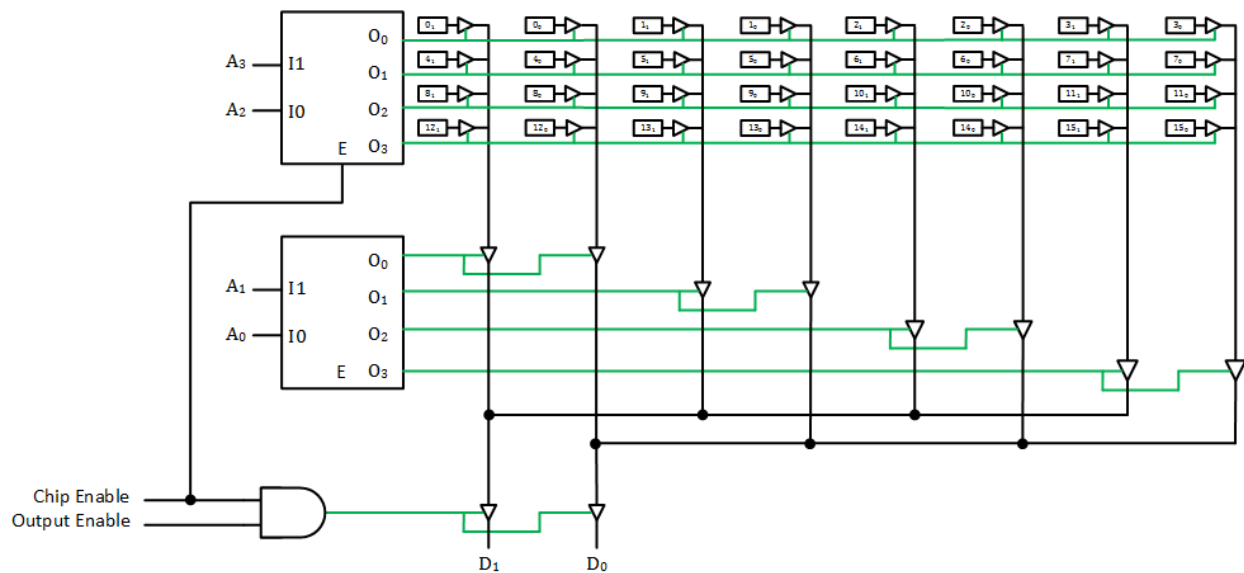 O₀ 0₁ 0₀ 1₁ 1₀ 2₁ 2₀ 3₁ 3₀
A₃ I1 O₁ 4₁ 4₀ 5₁ 5₀ 6₁ 6₀ 7₁ 7₀
A₂ I0 O₂ 8₁ 8₀ 9₁ 9₀ 10₁ 10₀ 11₁ 11₀
E O₃ 12₁ 12₀ 13₁ 13₀ 14₁ 14₀ 15₁ 15₀
O₀
A₁ I1 O₁
A₀ I0 O₂
E O₃
Chip Enable
Output Enable
D₁ D₀